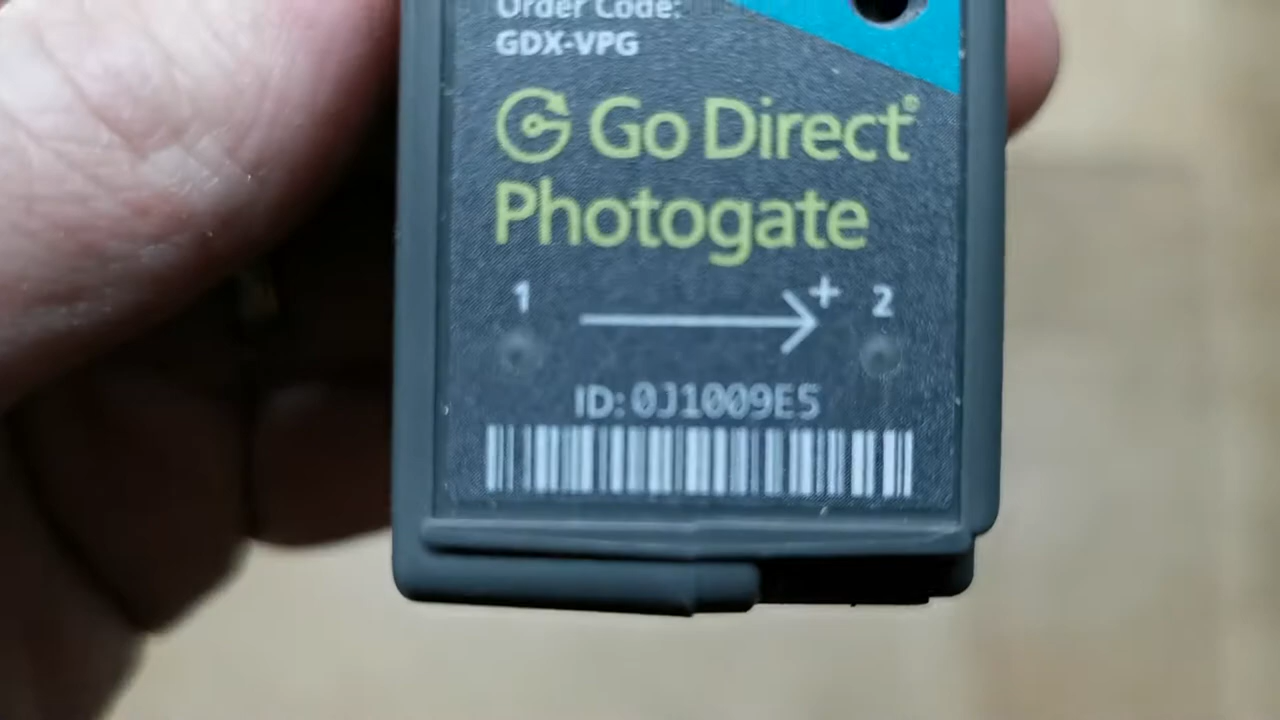 Order Code:
GDX-VPG
Go Direct®
Photogate
1 + 2
ID: 0J1009E5